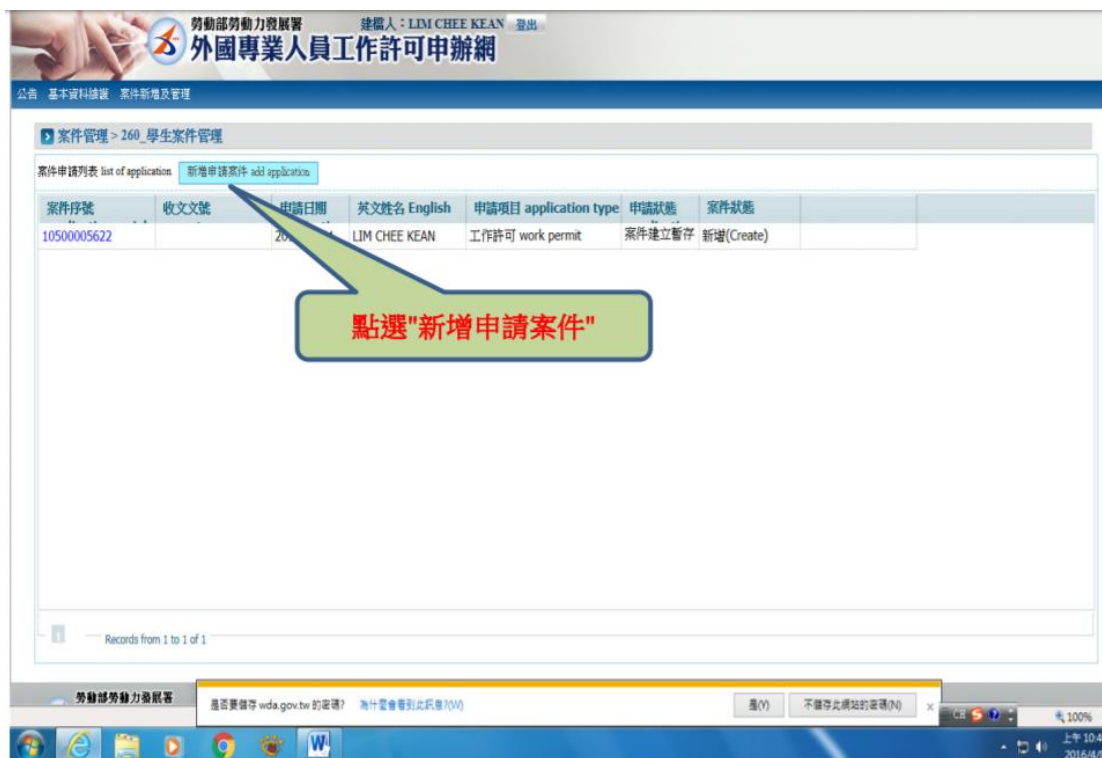 勞動部勞動力發展署
建檔人：LIM CHEE KEAN 登出
外國專業人員工作許可申辦網
公告 基本資料維護 案件新增及管理
案件管理 > 260_學生案件管理
案件申請列表 list of application 新增申請案件 add application
案件序號 收文文號 申請日期 英文姓名 English 申請項目 application type 申請狀態 案件狀態
10500005622 LIM CHEE KEAN 工作許可 work permit 案件建立暫存 新增(Create)
點選"新增申請案件"
1 Records from 1 to 1 of 1
勞動部勞動力發展署
是否要儲存 wda.gov.tw 的密碼? 為什麼會看到此訊息?(W) 是(Y) 不儲存此網站的密碼(N) x
CH
100%
上午 10:4
2016/4/